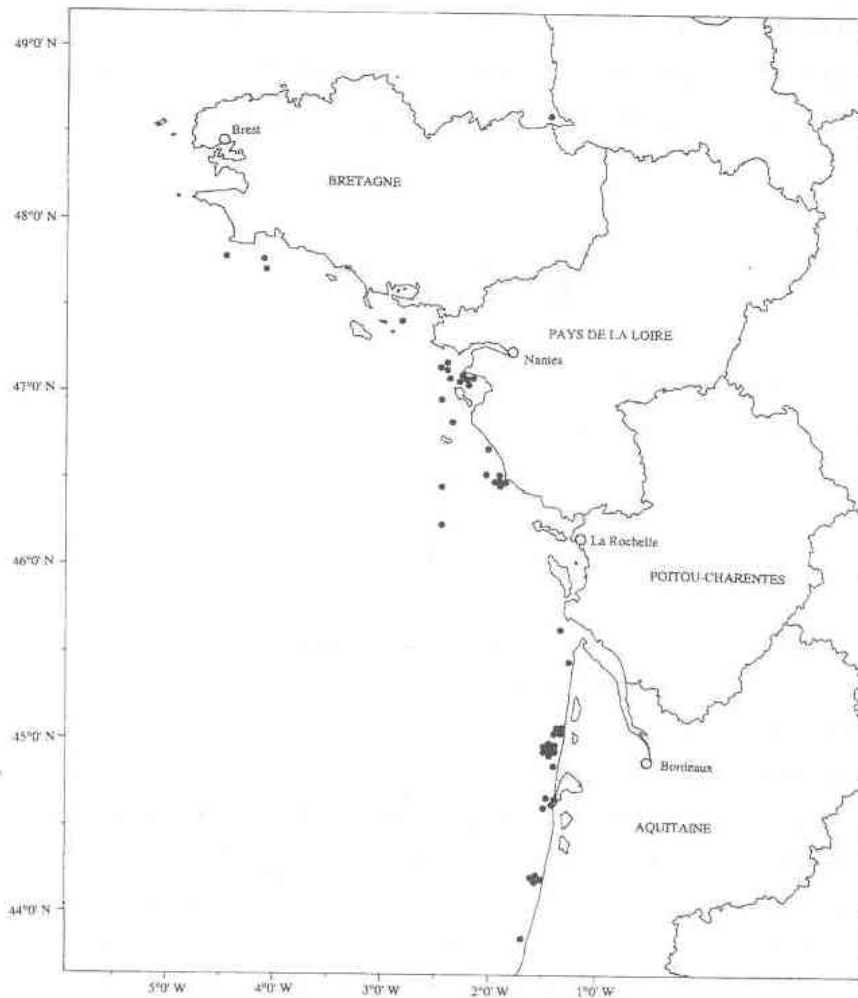 49°0' N
Brest
BRETAGNE
48°0' N
PAYS DE LA LOIRE
Nantes
47°0' N
La Rochelle
46°0' N
POITOU-CHARENTES
45°0' N
Bordeaux
AQUITAINE
44°0' N
5°0' W
4°0' W
3°0' W
2°0' W
1°0' W